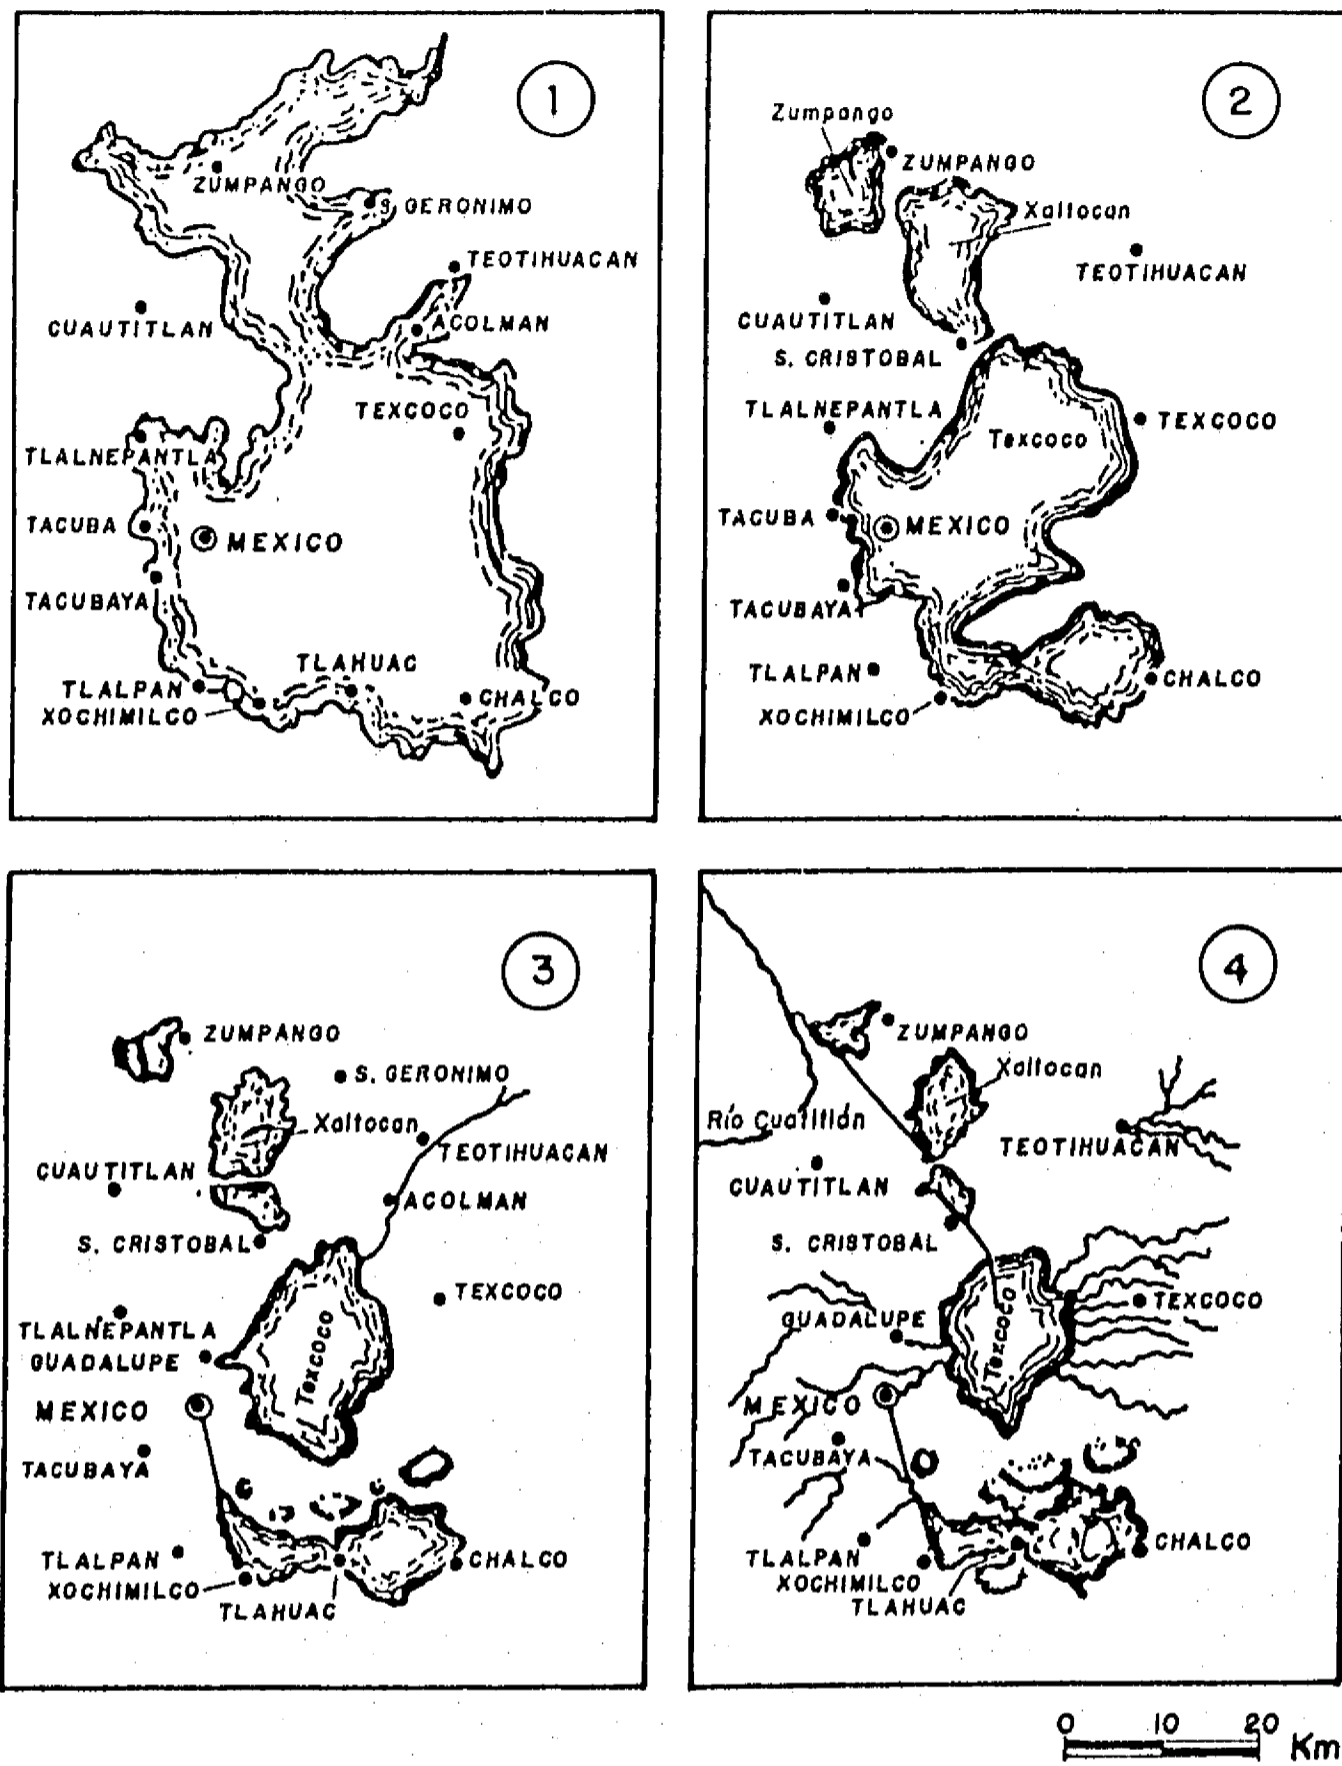 1
ZUMPANGO
S. GERONIMO
TEOTIHUACAN
CUAUTITLAN
ACOLMAN
TEXCOCO
TLALNEPANTLA
TACUBA
MEXICO
TACUBAYA
TLAHUAC
TLALPAN
CHALCO
XOCHIMILCO
2
Zumpango
ZUMPANGO
Xaltocan
TEOTIHUACAN
CUAUTITLAN
S. CRISTOBAL
TLALNEPANTLA
Texcoco
TEXCOCO
TACUBA
MEXICO
TACUBAYA
TLALPAN
CHALCO
XOCHIMILCO
3
ZUMPANGO
S. GERONIMO
Xaltocan
TEOTIHUACAN
CUAUTITLAN
ACOLMAN
S. CRISTOBAL
TEXCOCO
TLALNEPANTLA
GUADALUPE
Texcoco
MEXICO
TACUBAYA
TLALPAN
CHALCO
XOCHIMILCO
TLAHUAC
4
ZUMPANGO
Xaltocan
Río Cuatitlán
TEOTIHUACAN
CUAUTITLAN
S. CRISTOBAL
TEXCOCO
GUADALUPE
Texcoco
MEXICO
TACUBAYA
CHALCO
TLALPAN
XOCHIMILCO
TLAHUAC
0 10 20 Km